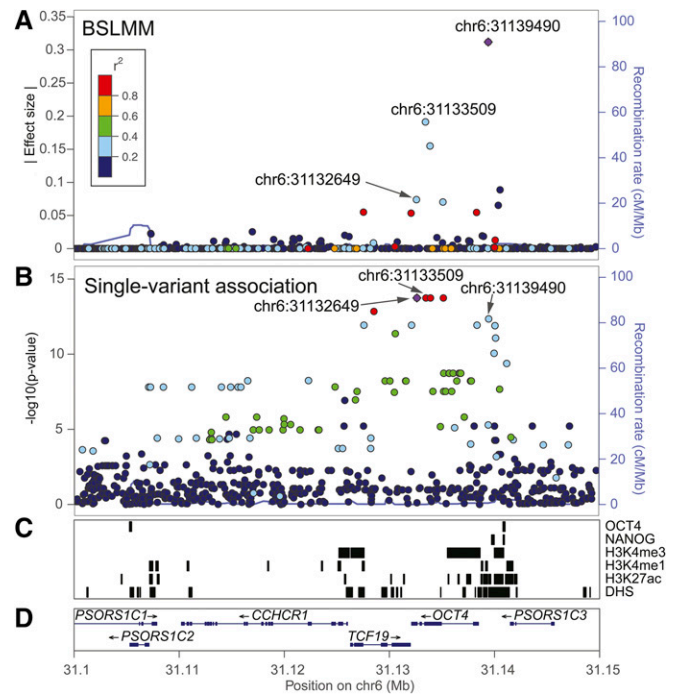 A
BSLMM
chr6:31139490
chr6:31133509
chr6:31132649
r2
0.8
0.6
0.4
0.2
| Effect size |
0.35
0.3
0.25
0.2
0.15
0.1
0.05
0
100
80
60
40
20
0
Recombination rate (cM/Mb)
B
Single-variant association
chr6:31133509
chr6:31132649
chr6:31139490
-log10(p-value)
15
10
5
0
100
80
60
40
20
0
Recombination rate (cM/Mb)
C
OCT4
NANOG
H3K4me3
H3K4me1
H3K27ac
DHS
D
PSORS1C1→
←CCHCR1
←OCT4
←PSORS1C3
←PSORS1C2
TCF19→
31.1
31.11
31.12
31.13
31.14
31.15
Position on chr6 (Mb)